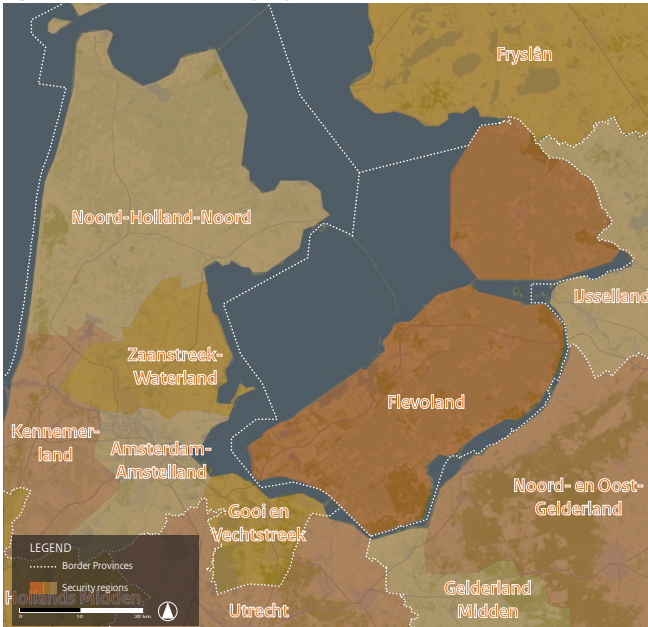 Fryslân
Noord-Holland-Noord
IJsselland
Zaanstreek-
Waterland
Flevoland
Kennemer-
land
Amsterdam-
Amstelland
Noord- en Oost-
Gelderland
Gooi en
Vechtstreek
LEGEND
Border Provinces
Security regions
Gelderland
Midden
Hollands Midden
Utrecht
0 10 20 km